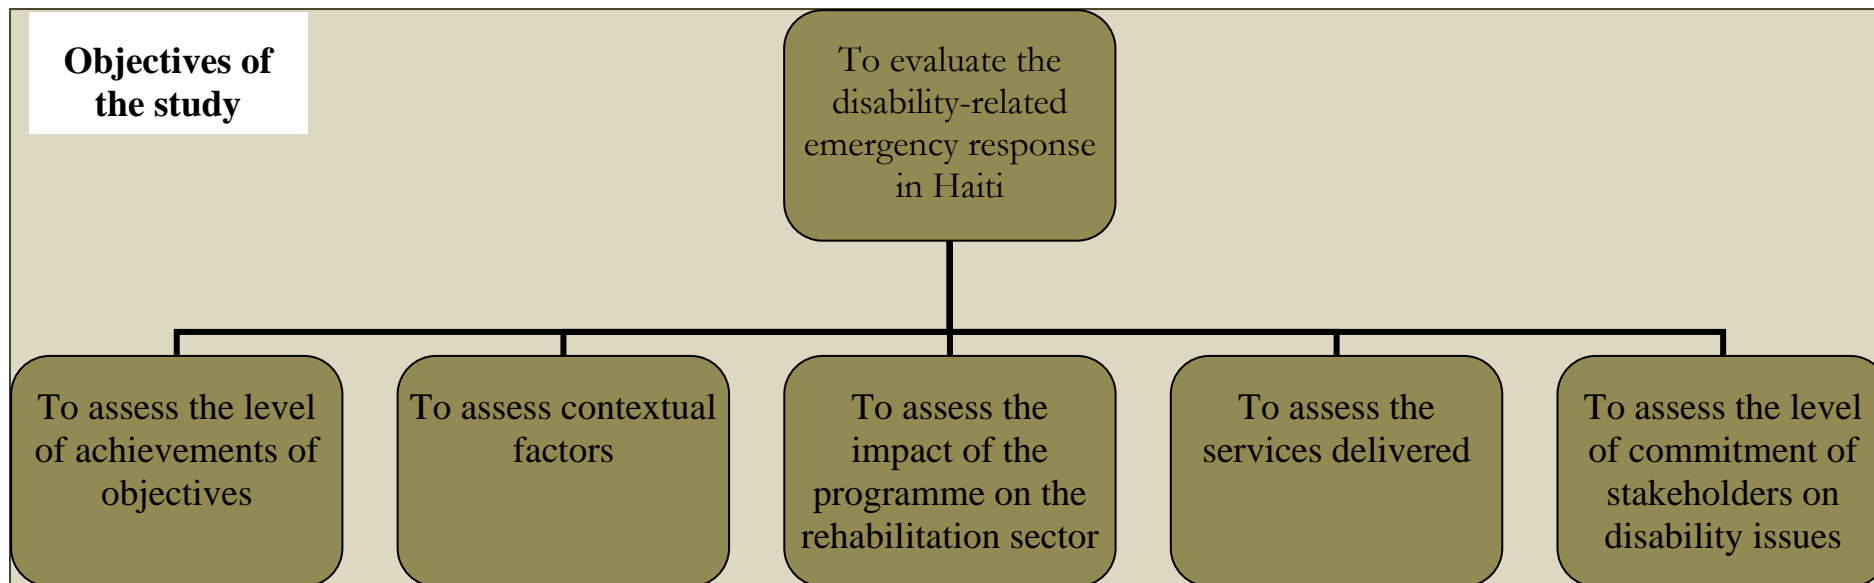 Objectives of
the study
To evaluate the
disability-related
emergency response
in Haiti
To assess the level
of achievements of
objectives
To assess contextual
factors
To assess the
impact of the
programme on the
rehabilitation sector
To assess the
services delivered
To assess the level
of commitment of
stakeholders on
disability issues